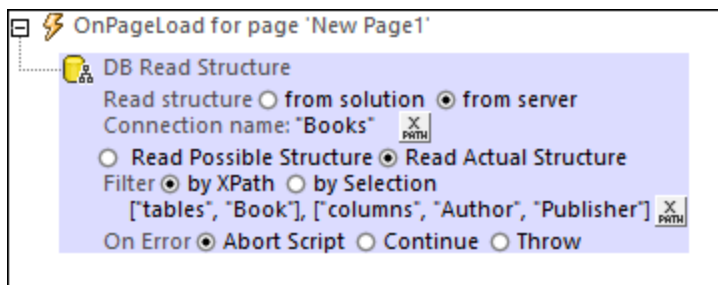 OnPageLoad for page 'New Page1'
DB Read Structure
Read structure from solution from server
Connection name: "Books" X PATH
Read Possible Structure Read Actual Structure
Filter by XPath by Selection
["tables", "Book"], ["columns", "Author", "Publisher"] X PATH
On Error Abort Script Continue Throw